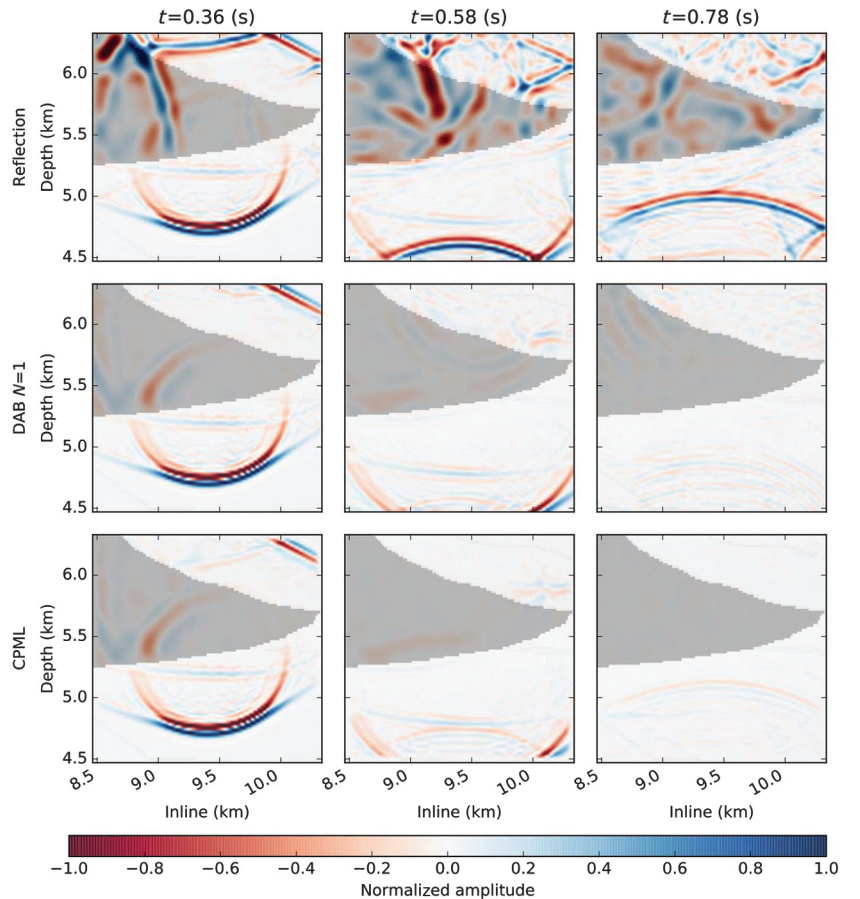 t=0.36 (s) t=0.58 (s) t=0.78 (s)
Reflection
Depth (km)
6.0
5.5
5.0
4.5
DAB N=1
Depth (km)
6.0
5.5
5.0
4.5
CPML
Depth (km)
6.0
5.5
5.0
4.5
8.5 9.0 9.5 10.0 8.5 9.0 9.5 10.0 8.5 9.0 9.5 10.0
Inline (km) Inline (km) Inline (km)
−1.0 −0.8 −0.6 −0.4 −0.2 0.0 0.2 0.4 0.6 0.8 1.0
Normalized amplitude